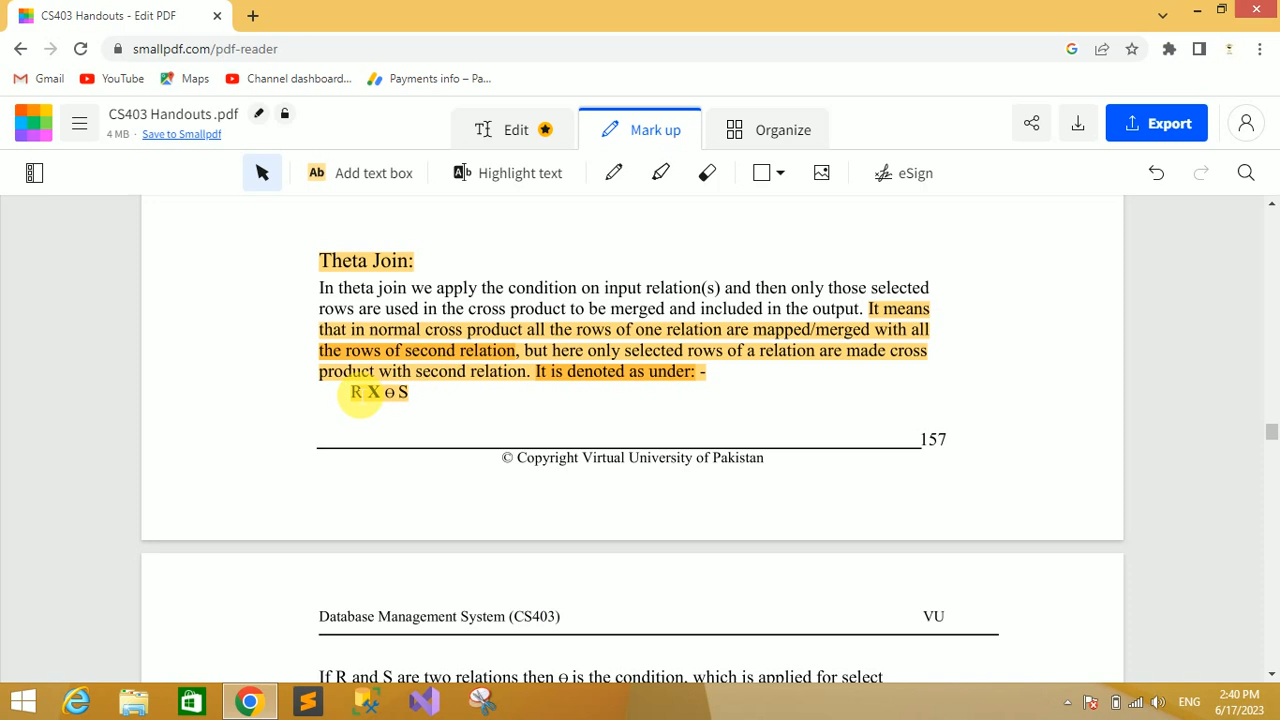 CS403 Handouts - Edit PDF
smallpdf.com/pdf-reader
Gmail YouTube Maps Channel dashboard... Payments info – Pa...
CS403 Handouts .pdf
4 MB · Save to Smallpdf
Edit Mark up Organize
Export
Ab Add text box Highlight text eSign
Theta Join:
In theta join we apply the condition on input relation(s) and then only those selected
rows are used in the cross product to be merged and included in the output. It means
that in normal cross product all the rows of one relation are mapped/merged with all
the rows of second relation, but here only selected rows of a relation are made cross
product with second relation. It is denoted as under: -
R X ө S
157
© Copyright Virtual University of Pakistan
Database Management System (CS403) VU
If R and S are two relations then ө is the condition, which is applied for select
ENG
2:40 PM
6/17/2023